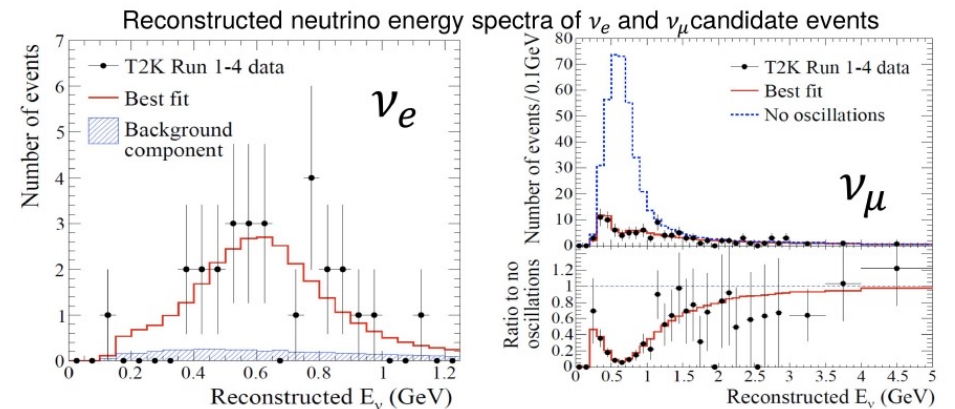 Reconstructed neutrino energy spectra of νe and νμ candidate events
Number of events
7
6
5
4
3
2
1
0
T2K Run 1-4 data
Best fit
Background
component
νe
0 0.2 0.4 0.6 0.8 1.0 1.2
Reconstructed Eν (GeV)
Number of events/0.1GeV
80
70
60
50
40
30
20
10
0
T2K Run 1-4 data
Best fit
No oscillations
νμ
Ratio to no
oscillations
1.2
1
0.8
0.6
0.4
0.2
0
0 0.5 1 1.5 2 2.5 3 3.5 4 4.5 5
Reconstructed Eν (GeV)